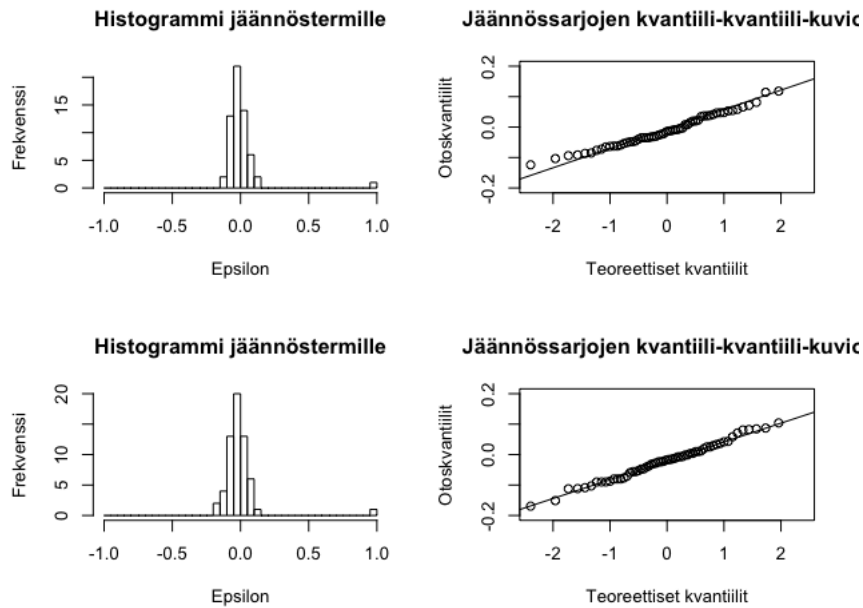 Histogrammi jäännöstermille
Frekvenssi
0
5
15
-1.0 -0.5 0.0 0.5 1.0
Epsilon
Jäännössarjojen kvantiili-kvantiili-kuvio
Otoskvantiilit
-0.2 0.0 0.2
-2 -1 0 1 2
Teoreettiset kvantiilit
Histogrammi jäännöstermille
Frekvenssi
0 5 10 20
-1.0 -0.5 0.0 0.5 1.0
Epsilon
Jäännössarjojen kvantiili-kvantiili-kuvio
Otoskvantiilit
-0.2 0.0 0.2
-2 -1 0 1 2
Teoreettiset kvantiilit